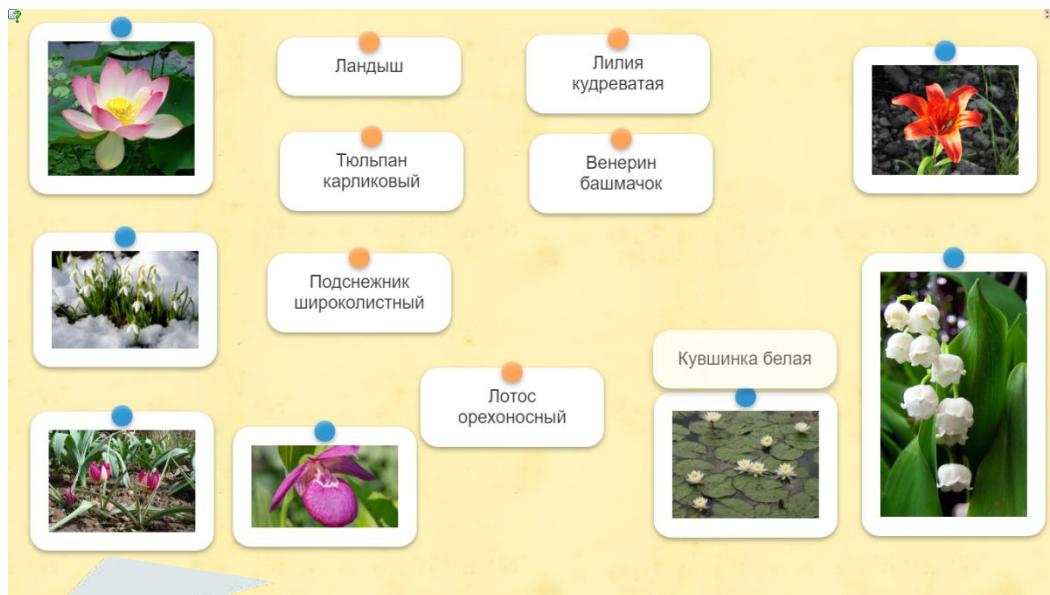 Ландыш
Лилия
кудреватая
Тюльпан
карликовый
Венерин
башмачок
Подснежник
широколистный
Кувшинка белая
Лотос
орехоносный